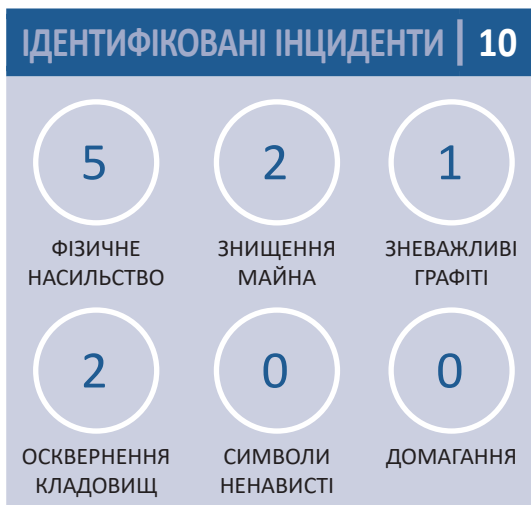 ІДЕНТИФІКОВАНІ ІНЦИДЕНТИ | 10
5
ФІЗИЧНЕ
НАСИЛЬСТВО
2
ЗНИЩЕННЯ
МАЙНА
1
ЗНЕВАЖЛИВІ
ГРАФІТІ
2
ОСКВЕРНЕННЯ
КЛАДОВИЩ
0
СИМВОЛИ
НЕНАВИСТІ
0
ДОМАГАННЯ